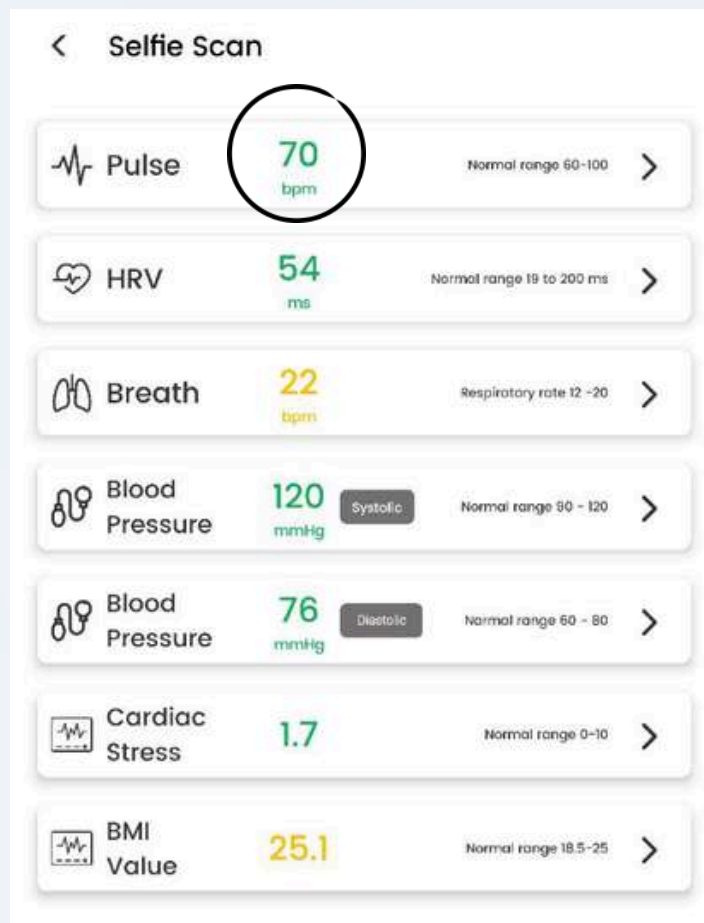 Selfie Scan
Pulse 70 bpm Normal range 60-100
HRV 54 ms Normal range 19 to 200 ms
Breath 22 bpm Respiratory rate 12 -20
Blood Pressure 120 mmHg Systolic Normal range 90 - 120
Blood Pressure 76 mmHg Diastolic Normal range 60 - 80
Cardiac Stress 1.7 Normal range 0-10
BMI Value 25.1 Normal range 18.5-25